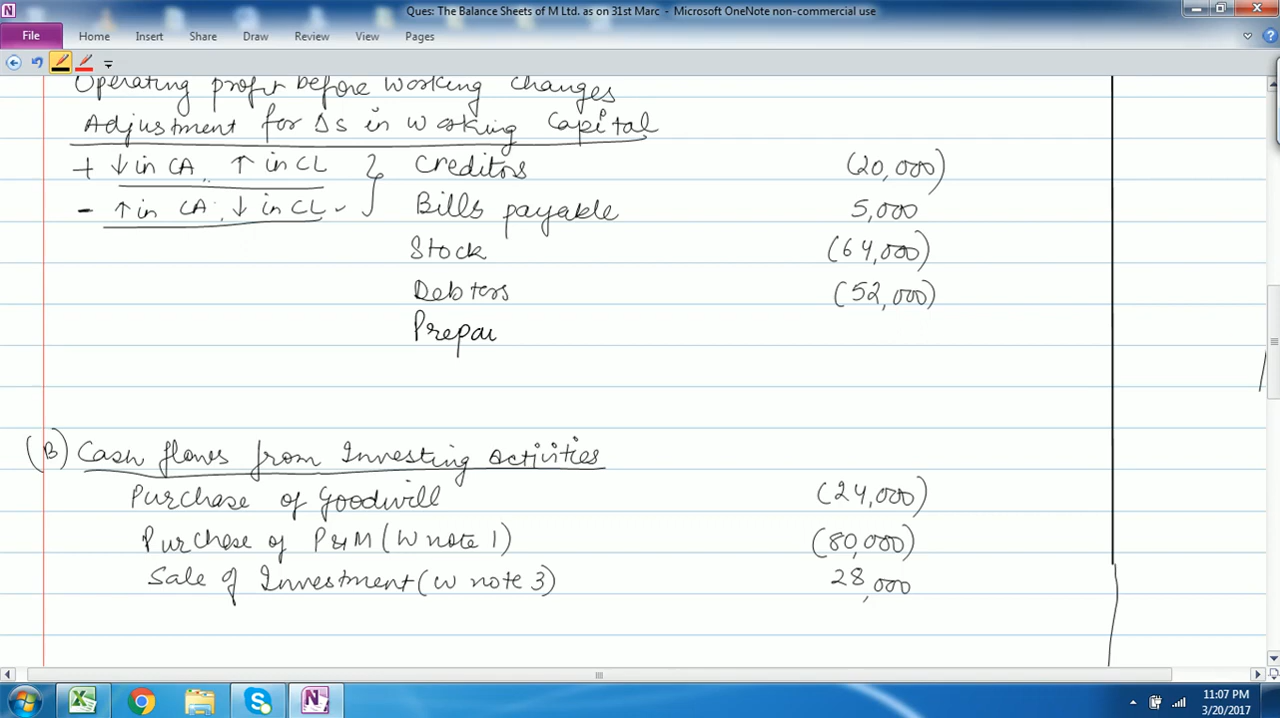 Ques: The Balance Sheets of M Ltd. as on 31st Marc - Microsoft OneNote non-commercial use
File Home Insert Share Draw Review View Pages
Operating profit before working changes
Adjustment for Δs in working capital
+ ↓ in CA, ↑ in CL Creditors (20,000)
- ↑ in CA, ↓ in CL Bills payable 5,000
Stock (64,000)
Debtors (52,000)
Prepai
(B) Cash flows from Investing activities
Purchase of Goodwill (24,000)
Purchase of P&M (W note 1) (80,000)
Sale of Investment (W note 3) 28,000
11:07 PM
3/20/2017